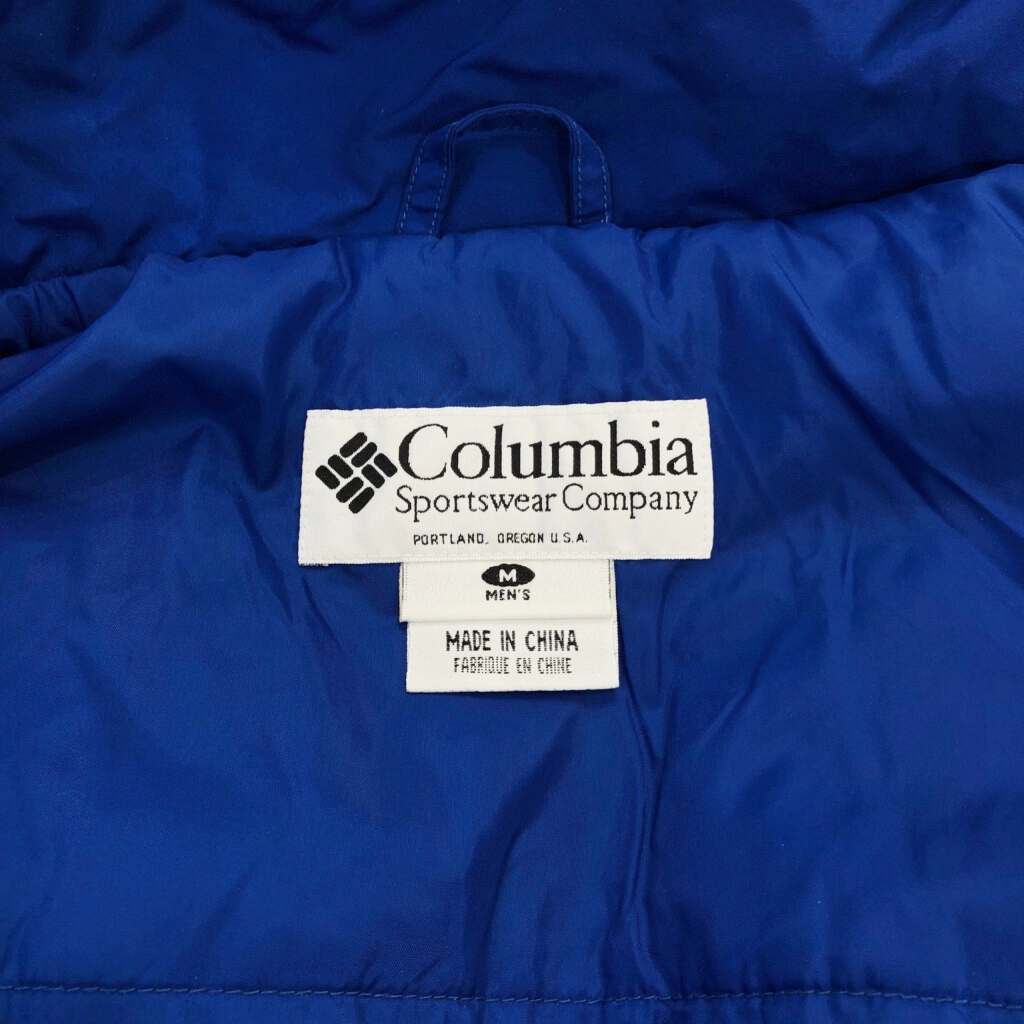 Columbia
Sportswear Company
PORTLAND, OREGON U.S.A.
M
MEN'S
MADE IN CHINA
FABRIQUE EN CHINE